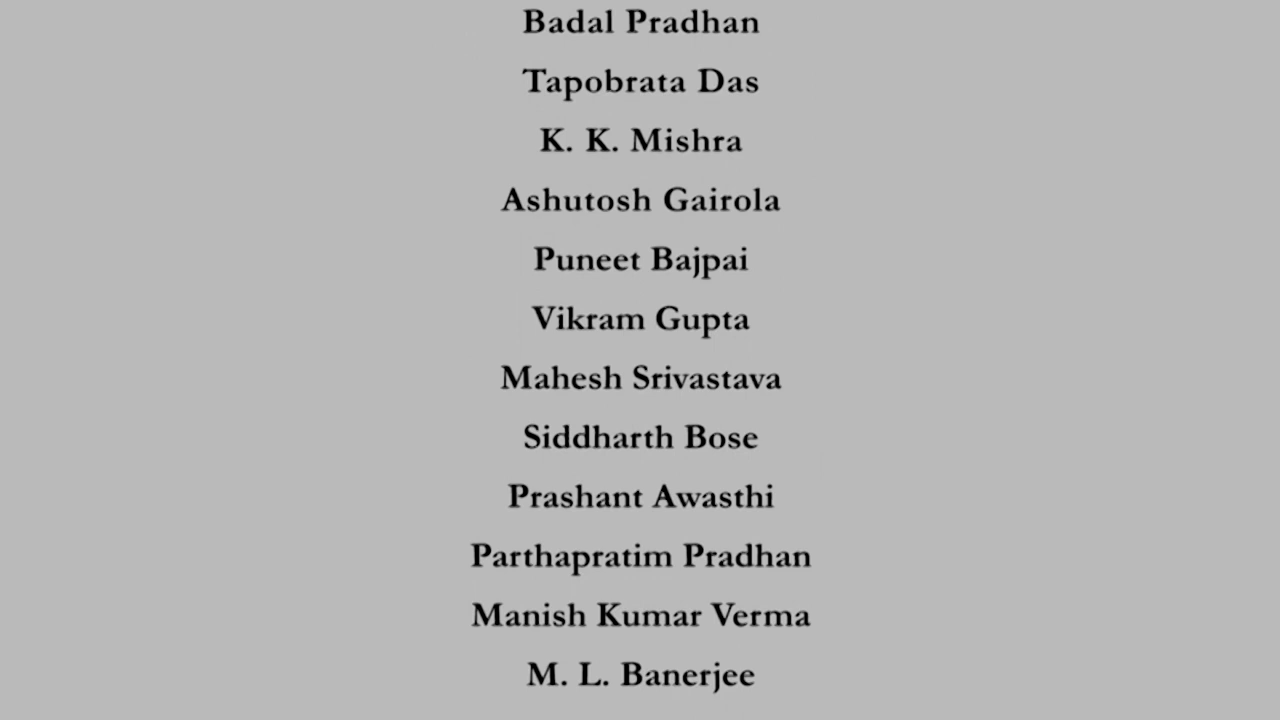 Badal Pradhan
Tapobrata Das
K. K. Mishra
Ashutosh Gairola
Puneet Bajpai
Vikram Gupta
Mahesh Srivastava
Siddharth Bose
Prashant Awasthi
Parthapratim Pradhan
Manish Kumar Verma
M. L. Banerjee